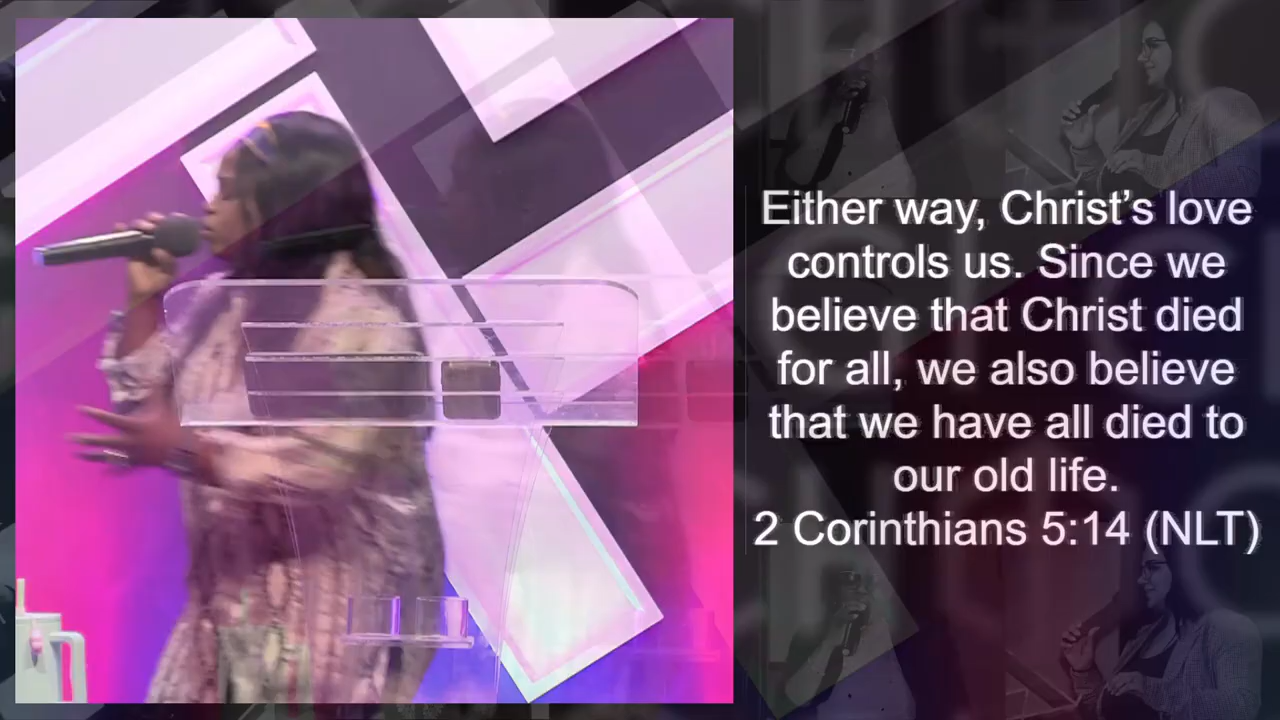 Either way, Christ’s love
controls us. Since we
believe that Christ died
for all, we also believe
that we have all died to
our old life.
2 Corinthians 5:14 (NLT)